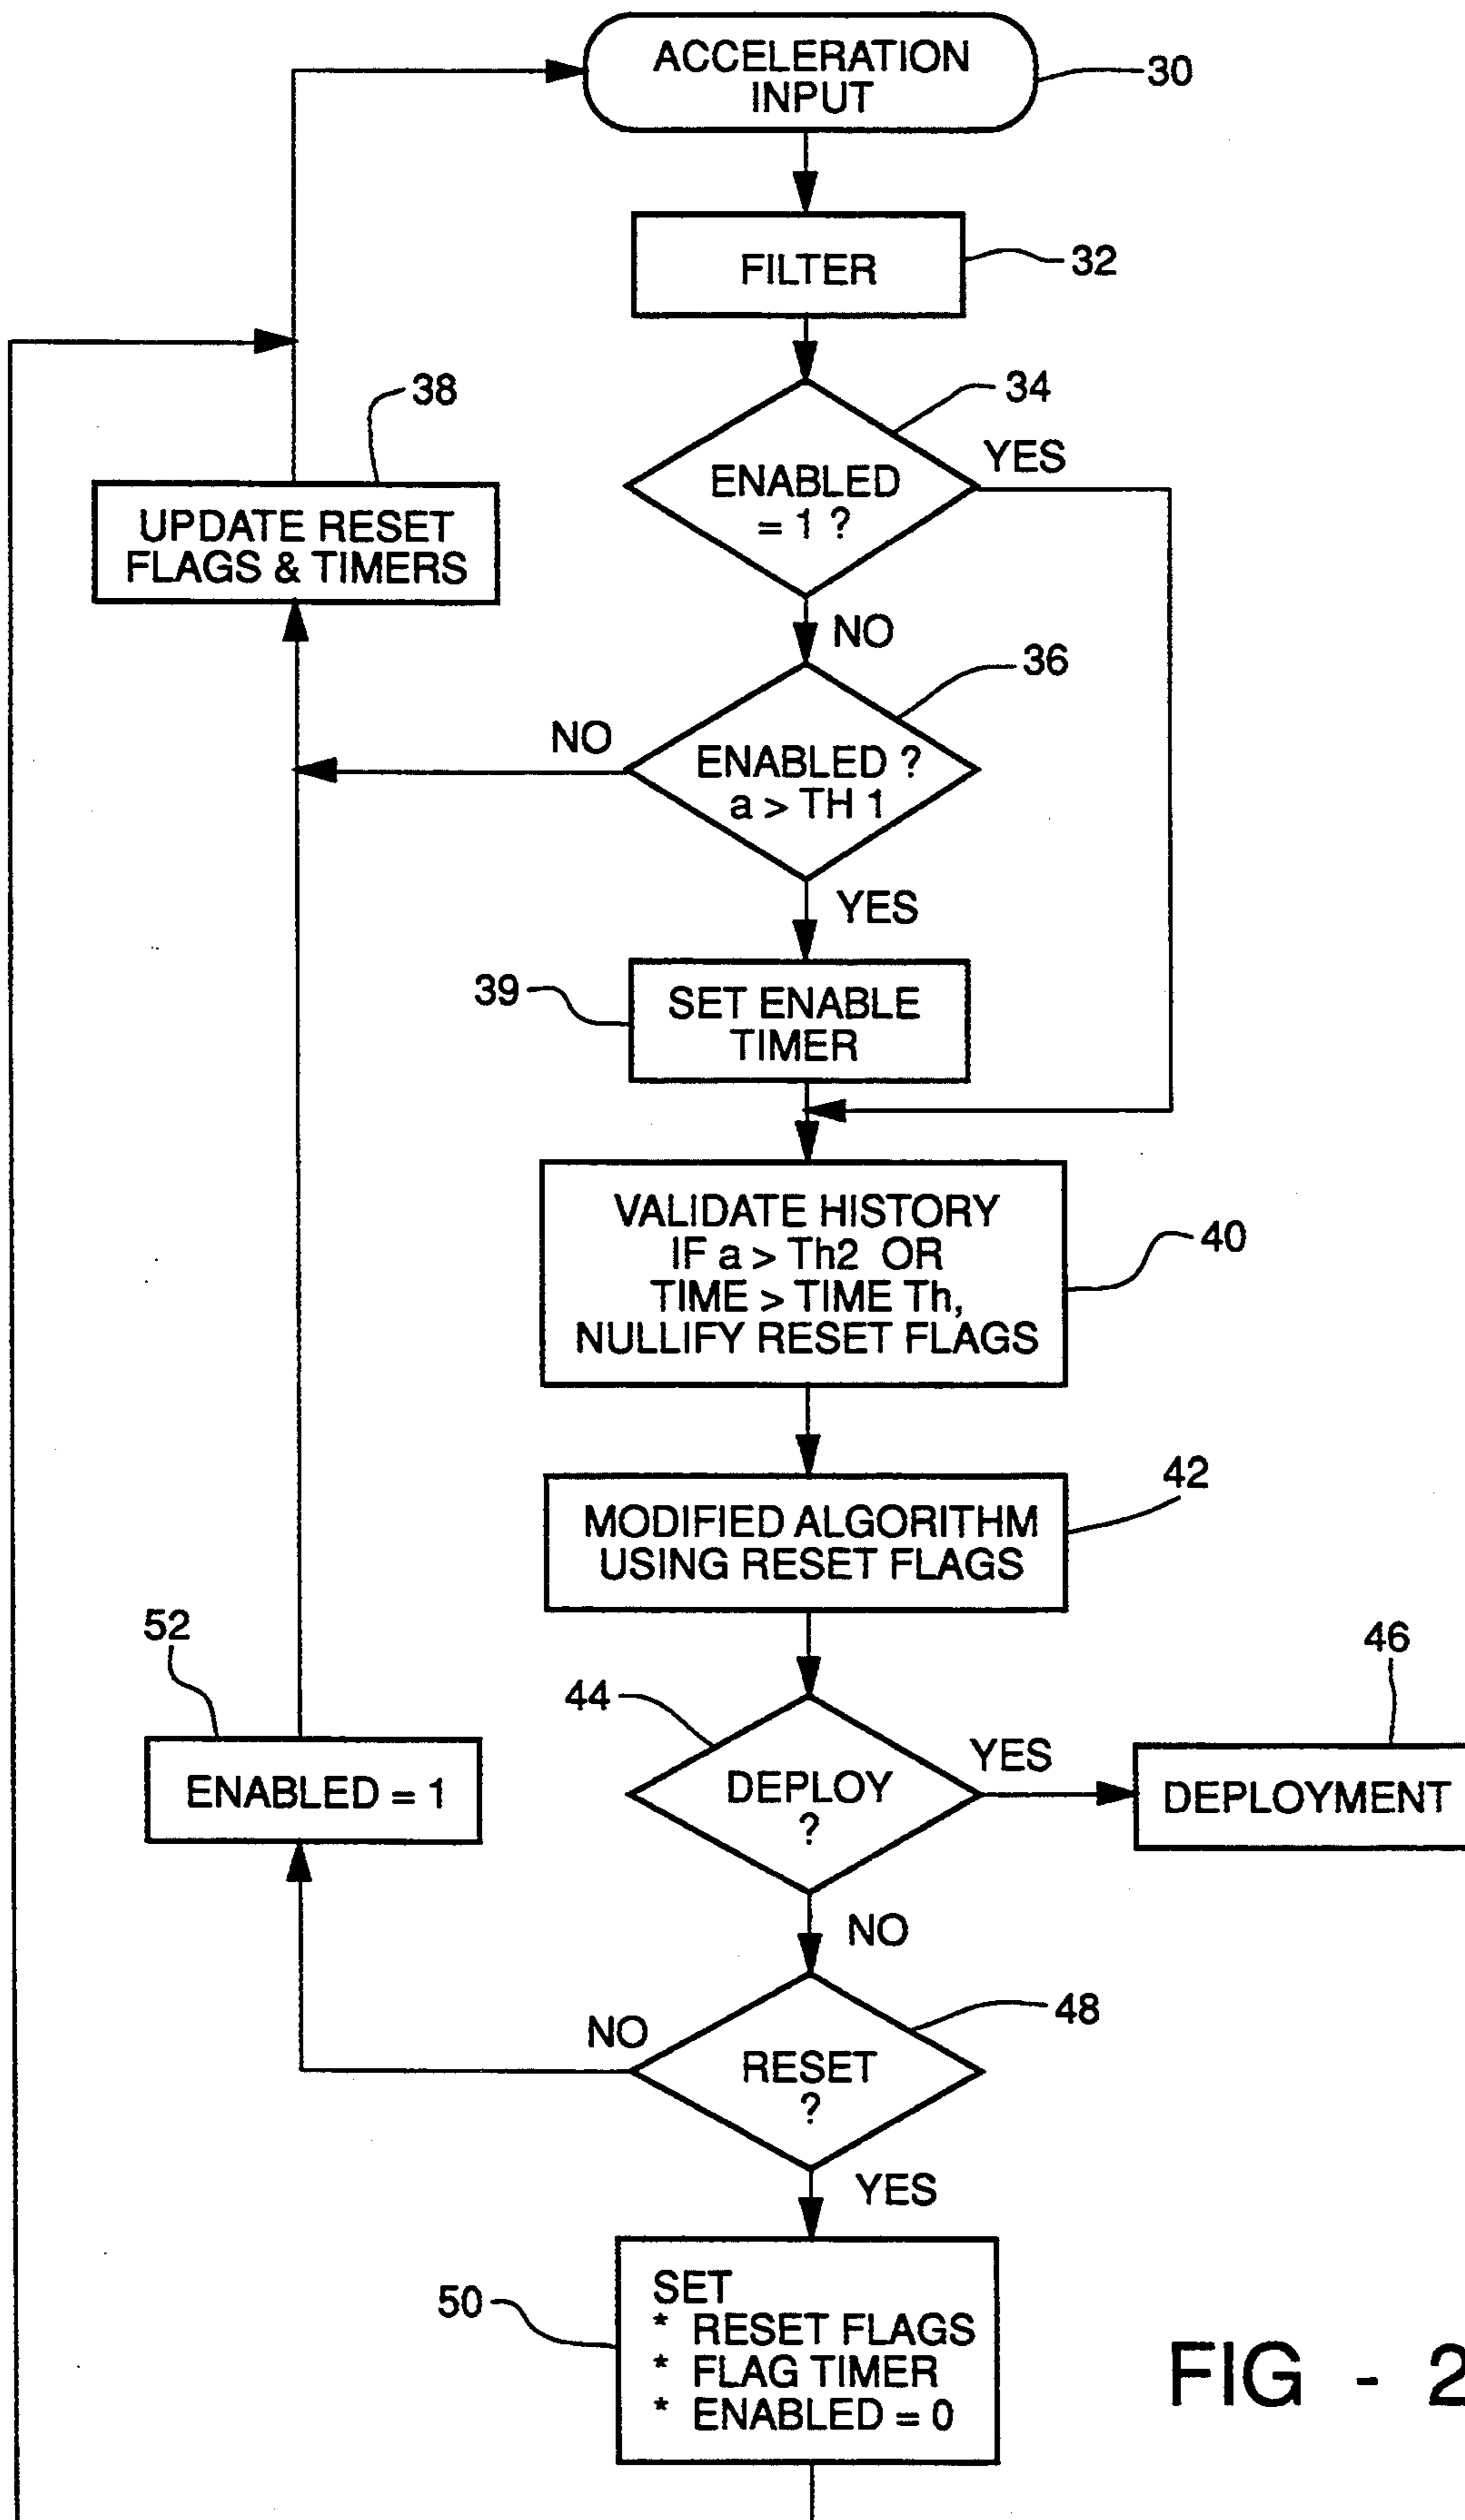 ACCELERATION
INPUT
30
FILTER
32
38
34
YES
ENABLED
= 1 ?
UPDATE RESET
FLAGS & TIMERS
NO
36
NO
ENABLED ?
a > TH 1
YES
39
SET ENABLE
TIMER
VALIDATE HISTORY
IF a > Th2 OR
TIME > TIME Th,
NULLIFY RESET FLAGS
40
42
MODIFIED ALGORITHM
USING RESET FLAGS
52
46
44
YES
DEPLOY
?
ENABLED = 1
DEPLOYMENT
NO
48
NO
RESET
?
YES
50
SET
* RESET FLAGS
* FLAG TIMER
* ENABLED = 0
FIG - 2